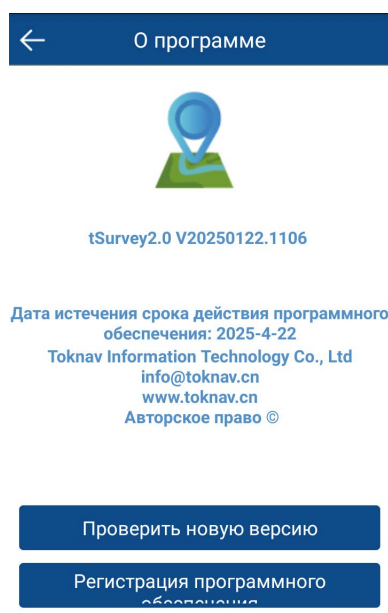 О программе
tSurvey2.0 V20250122.1106
Дата истечения срока действия программного
обеспечения: 2025-4-22
Toknav Information Technology Co., Ltd
info@toknav.cn
www.toknav.cn
Авторское право ©
Проверить новую версию
Регистрация программного
обеспечения